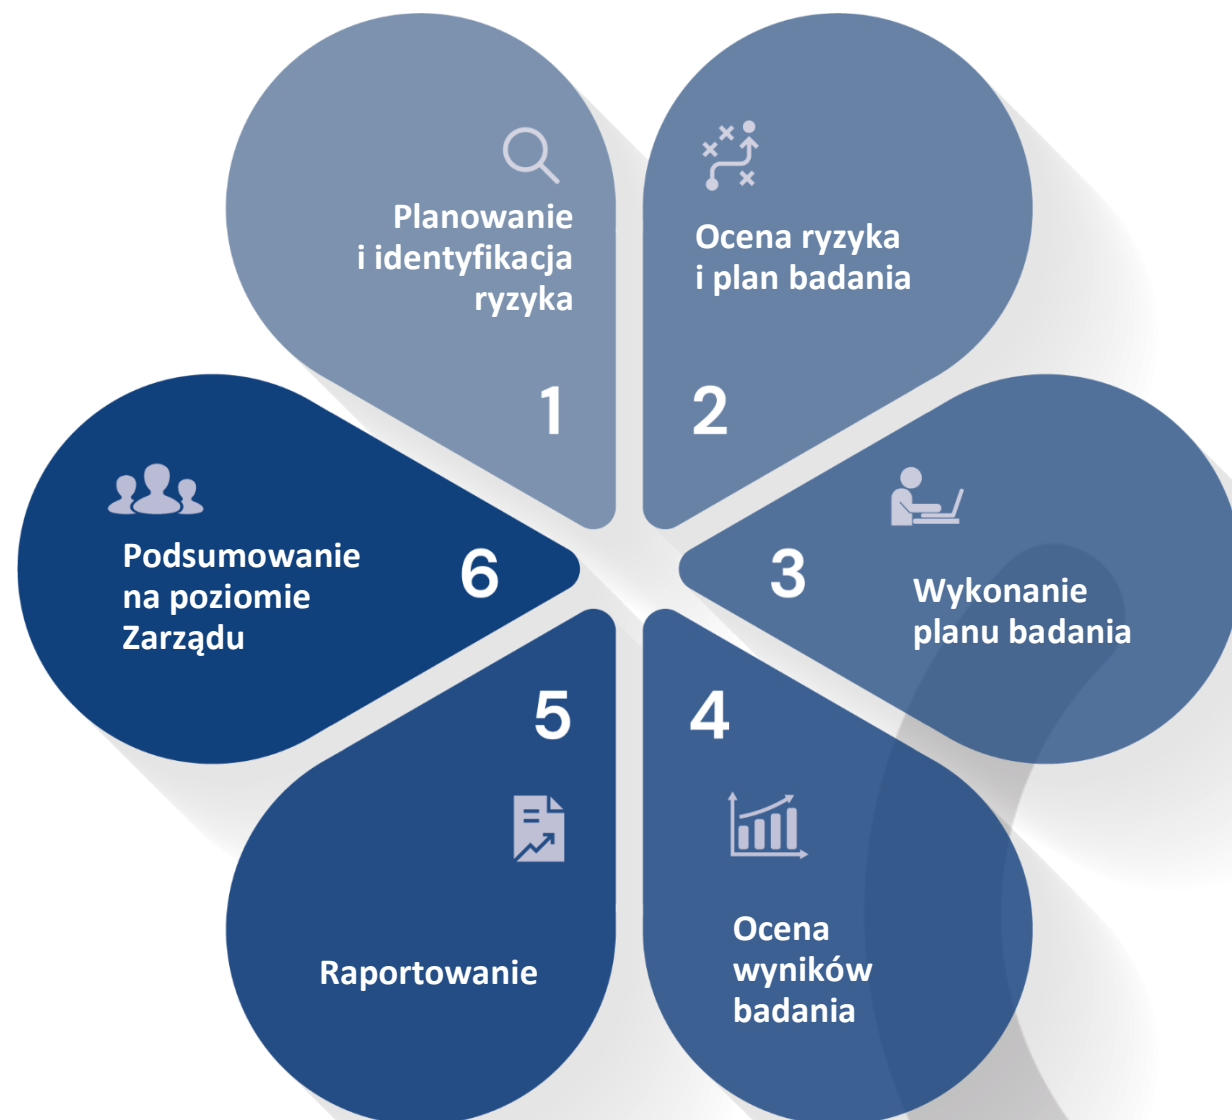 Planowanie
i identyfikacja
ryzyka
1
Ocena ryzyka
i plan badania
2
3
Wykonanie
planu badania
4
Ocena
wyników
badania
5
Raportowanie
6
Podsumowanie
na poziomie
Zarządu